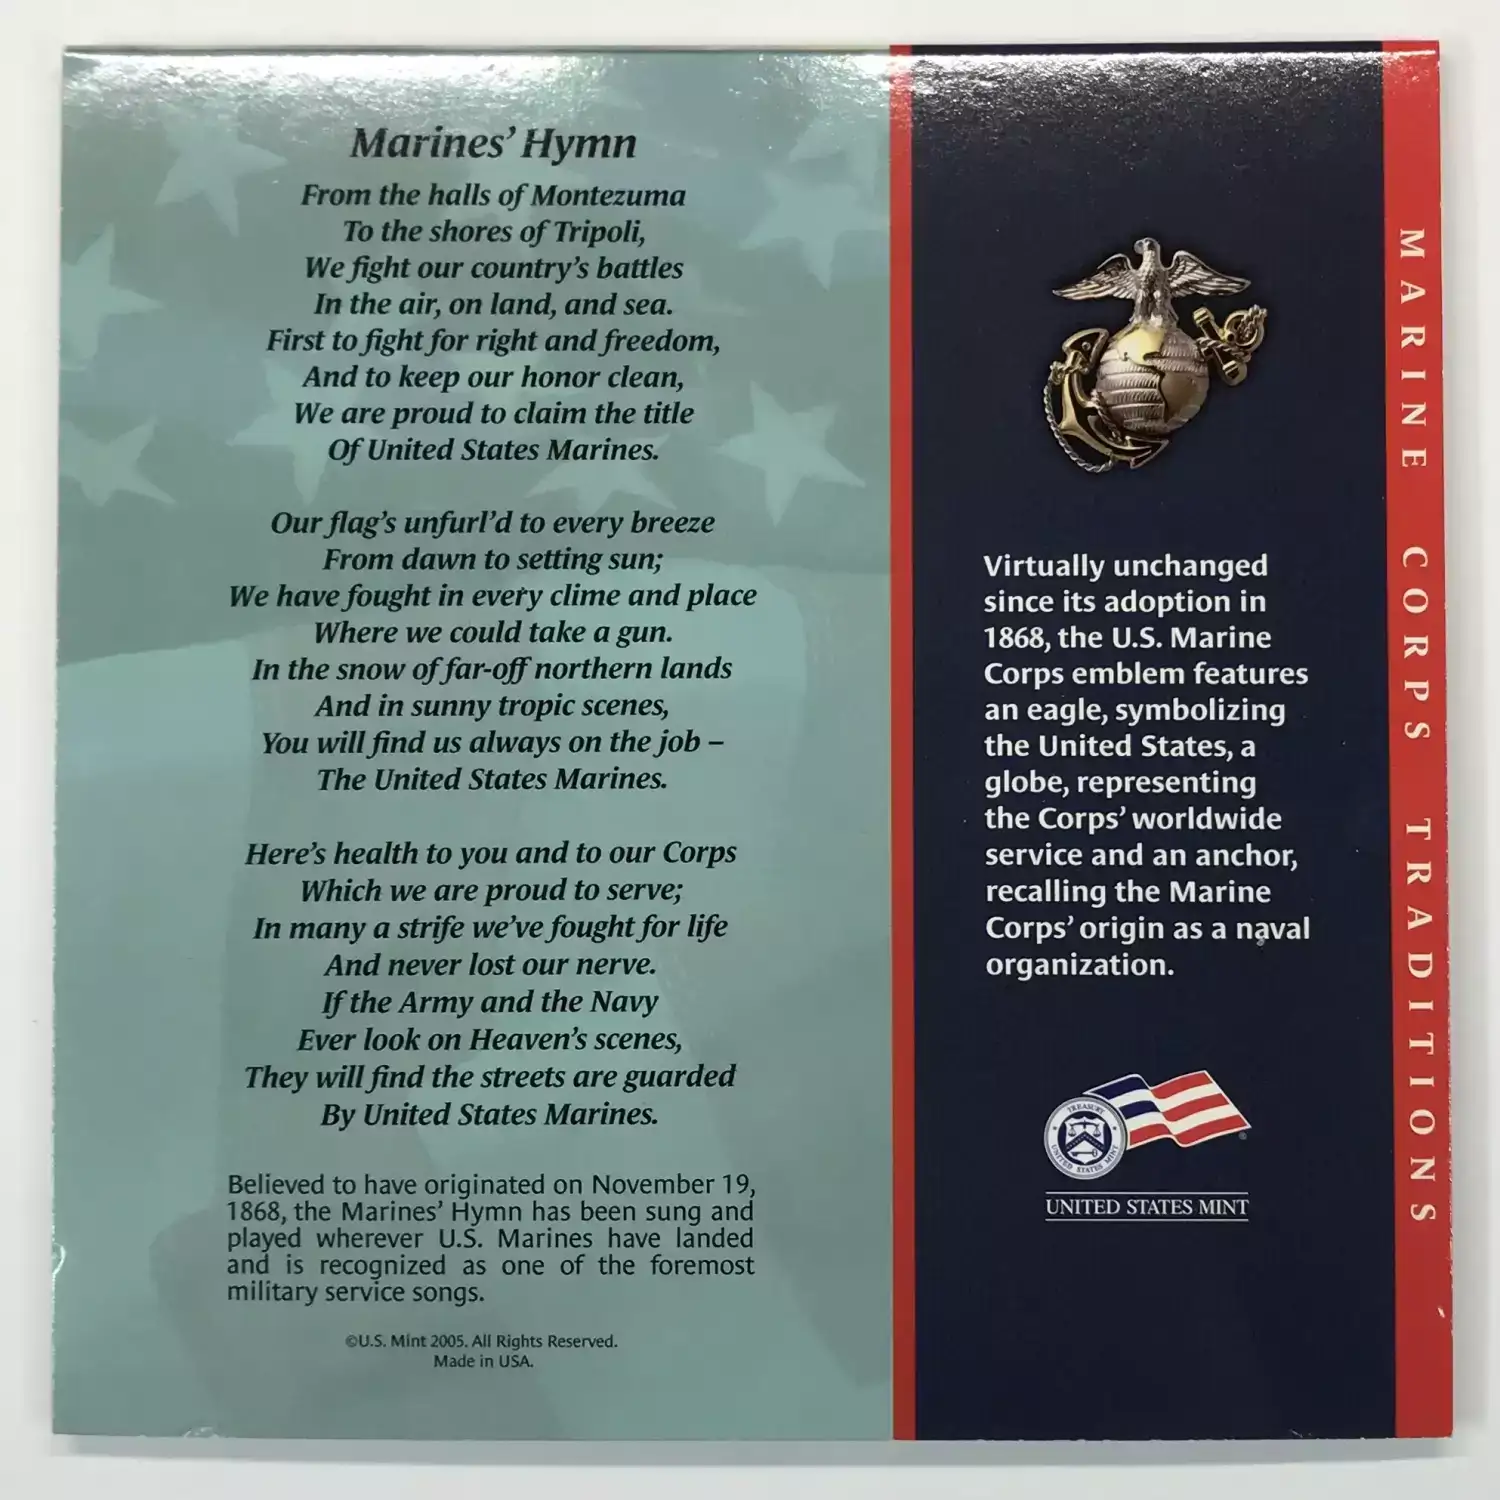 Marines' Hymn
From the halls of Montezuma
To the shores of Tripoli,
We fight our country's battles
In the air, on land, and sea.
First to fight for right and freedom,
And to keep our honor clean,
We are proud to claim the title
Of United States Marines.
Our flag's unfurl'd to every breeze
From dawn to setting sun;
We have fought in every clime and place
Where we could take a gun.
In the snow of far-off northern lands
And in sunny tropic scenes,
You will find us always on the job –
The United States Marines.
Here's health to you and to our Corps
Which we are proud to serve;
In many a strife we've fought for life
And never lost our nerve.
If the Army and the Navy
Ever look on Heaven's scenes,
They will find the streets are guarded
By United States Marines.
Believed to have originated on November 19,
1868, the Marines' Hymn has been sung and
played wherever U.S. Marines have landed
and is recognized as one of the foremost
military service songs.
©U.S. Mint 2005. All Rights Reserved.
Made in USA.
Virtually unchanged
since its adoption in
1868, the U.S. Marine
Corps emblem features
an eagle, symbolizing
the United States, a
globe, representing
the Corps' worldwide
service and an anchor,
recalling the Marine
Corps' origin as a naval
organization.
TREASURY
UNITED STATES MINT
®
UNITED STATES MINT
MARINE CORPS TRADITIONS